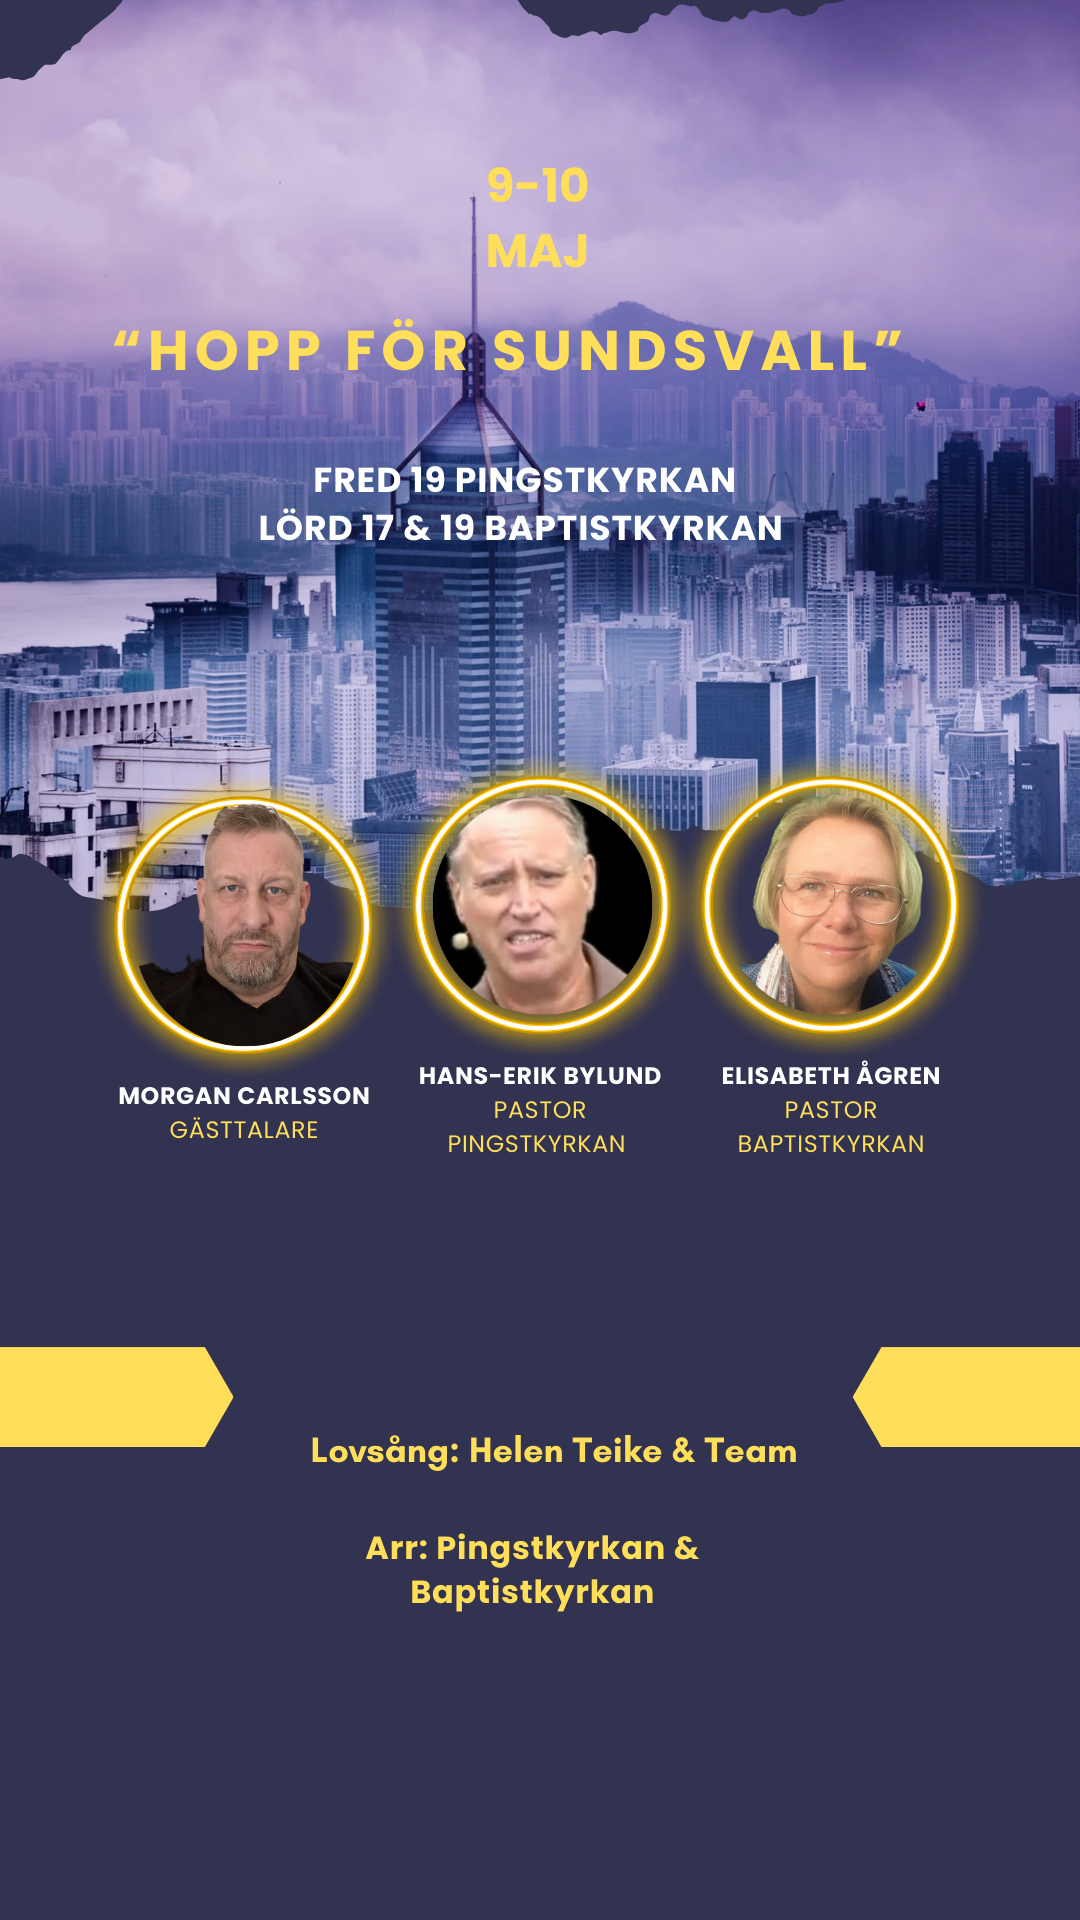 9-10
MAJ
“HOPP FÖR SUNDSVALL”
FRED 19 PINGSTKYRKAN
LÖRD 17 & 19 BAPTISTKYRKAN
MORGAN CARLSSON
GÄSTTALARE
HANS-ERIK BYLUND
PASTOR
PINGSTKYRKAN
ELISABETH ÅGREN
PASTOR
BAPTISTKYRKAN
Lovsång: Helen Teike & Team
Arr: Pingstkyrkan &
Baptistkyrkan